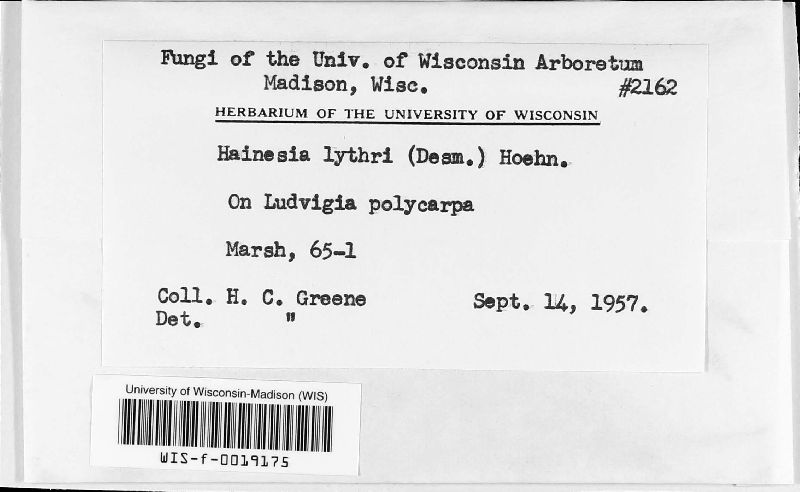 Fungi of the Univ. of Wisconsin Arboretum
Madison, Wisc. #2162
HERBARIUM OF THE UNIVERSITY OF WISCONSIN
Hainesia lythri (Desm.) Hoehn.
On Ludvigia polycarpa
Marsh, 65-1
Coll. H. C. Greene Sept. 14, 1957.
Det. "
University of Wisconsin-Madison (WIS)
WIS-f-0019175